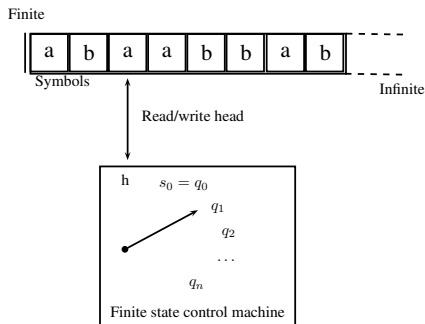 Finite
a b a a b b a b
Symbols
Infinite
Read/write head
h s₀ = q₀
q₁
q₂
...
qₙ
Finite state control machine